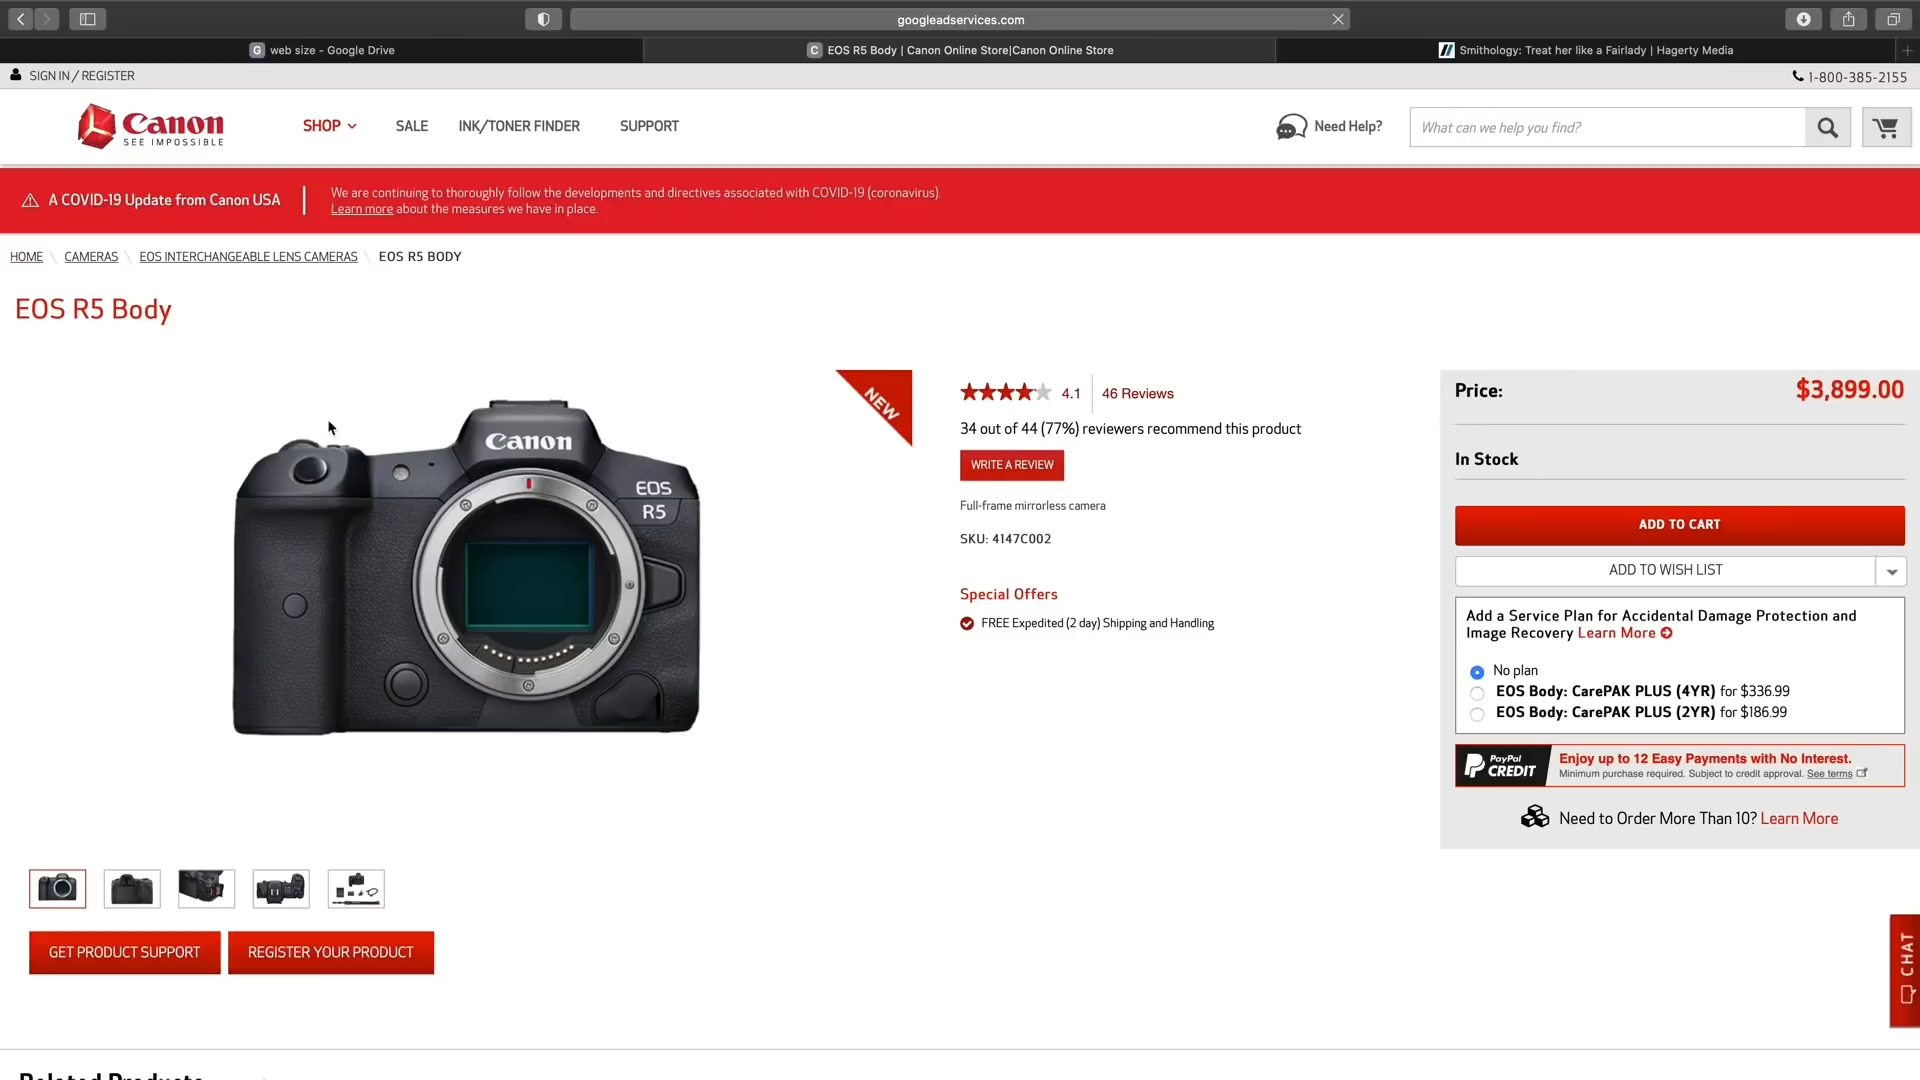 googleadservices.com
web size - Google Drive
EOS R5 Body | Canon Online Store|Canon Online Store
Smithology: Treat her like a Fairlady | Hagerty Media
SIGN IN / REGISTER
1-800-385-2155
Canon
SEE IMPOSSIBLE
SHOP
SALE
INK/TONER FINDER
SUPPORT
Need Help?
What can we help you find?
A COVID-19 Update from Canon USA
We are continuing to thoroughly follow the developments and directives associated with COVID-19 (coronavirus).
Learn more about the measures we have in place.
HOME \ CAMERAS \ EOS INTERCHANGEABLE LENS CAMERAS \ EOS R5 BODY
EOS R5 Body
Canon
EOS
R5
NEW
4.1
46 Reviews
34 out of 44 (77%) reviewers recommend this product
WRITE A REVIEW
Full-frame mirrorless camera
SKU: 4147C002
Special Offers
FREE Expedited (2 day) Shipping and Handling
Price: $3,899.00
In Stock
ADD TO CART
ADD TO WISH LIST
Add a Service Plan for Accidental Damage Protection and
Image Recovery Learn More
No plan
EOS Body: CarePAK PLUS (4YR) for $336.99
EOS Body: CarePAK PLUS (2YR) for $186.99
PayPal
CREDIT
Enjoy up to 12 Easy Payments with No Interest.
Minimum purchase required. Subject to credit approval. See terms
Need to Order More Than 10? Learn More
GET PRODUCT SUPPORT
REGISTER YOUR PRODUCT
CHAT
Related Products